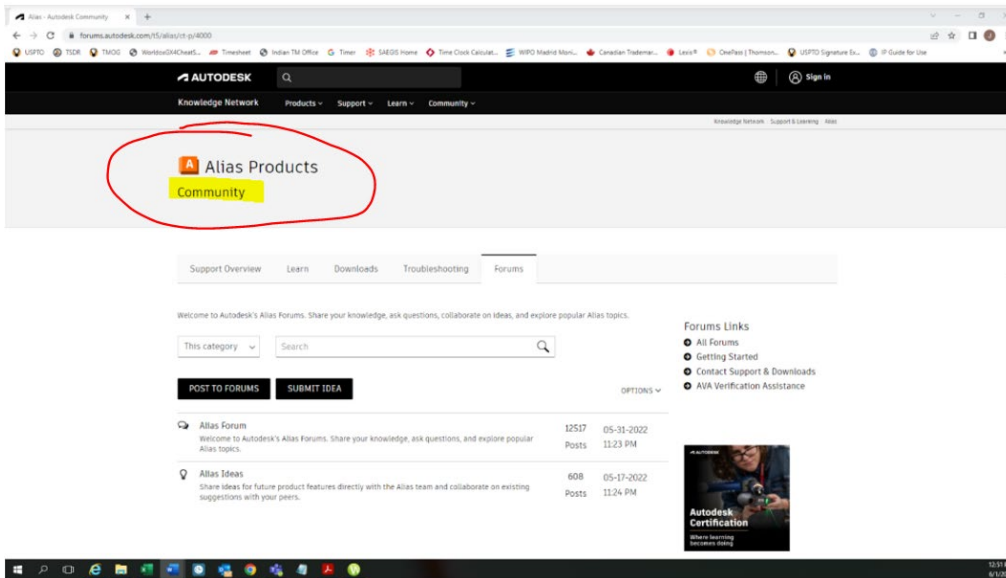 Alias - Autodesk Community
forums.autodesk.com/t5/alias/ct-p/4000
USPTO TSDR TMOG WorldoxGX4CheatS... Timesheet Indian TM Office Timer SAEGIS Home Time Clock Calculat... WIPO Madrid Moni... Canadian Trademar... Lexis® OnePass | Thomson... USPTO Signature Ex... IP Guide for Use
AUTODESK
Sign in
Knowledge Network Products Support Learn Community
Knowledge Network Support & Learning Alias
A Alias Products
Community
Support Overview Learn Downloads Troubleshooting Forums
Welcome to Autodesk's Alias Forums. Share your knowledge, ask questions, collaborate on ideas, and explore popular Alias topics.
This category Search
POST TO FORUMS SUBMIT IDEA
OPTIONS
Alias Forum 12517 05-31-2022
Welcome to Autodesk's Alias Forums. Share your knowledge, ask questions, and explore popular Posts 11:23 PM
Alias topics.
Alias Ideas 608 05-17-2022
Share ideas for future product features directly with the Alias team and collaborate on existing Posts 11:24 PM
suggestions with your peers.
Forums Links
All Forums
Getting Started
Contact Support & Downloads
AVA Verification Assistance
AUTODESK
Autodesk
Certification
Where learning
becomes doing